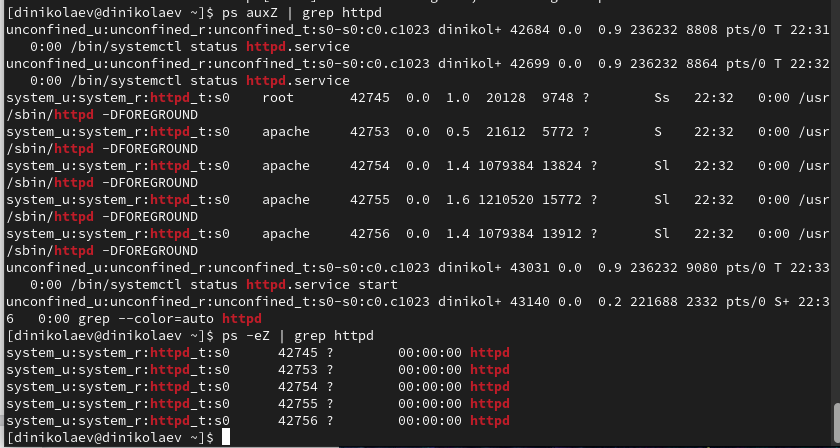 [dinikolaev@dinikolaev ~]$ ps auxZ | grep httpd
unconfined_u:unconfined_r:unconfined_t:s0-s0:c0.c1023 dinikol+ 42684 0.0  0.9 236232 8808 pts/0 T 22:31
   0:00 /bin/systemctl status httpd.service
unconfined_u:unconfined_r:unconfined_t:s0-s0:c0.c1023 dinikol+ 42699 0.0  0.9 236232 8864 pts/0 T 22:32
   0:00 /bin/systemctl status httpd.service
system_u:system_r:httpd_t:s0    root       42745  0.0  1.0  20128  9748 ?        Ss   22:32   0:00 /usr
/sbin/httpd -DFOREGROUND
system_u:system_r:httpd_t:s0    apache     42753  0.0  0.5  21612  5772 ?        S    22:32   0:00 /usr
/sbin/httpd -DFOREGROUND
system_u:system_r:httpd_t:s0    apache     42754  0.0  1.4 1079384 13824 ?       Sl   22:32   0:00 /usr
/sbin/httpd -DFOREGROUND
system_u:system_r:httpd_t:s0    apache     42755  0.0  1.6 1210520 15772 ?       Sl   22:32   0:00 /usr
/sbin/httpd -DFOREGROUND
system_u:system_r:httpd_t:s0    apache     42756  0.0  1.4 1079384 13912 ?       Sl   22:32   0:00 /usr
/sbin/httpd -DFOREGROUND
unconfined_u:unconfined_r:unconfined_t:s0-s0:c0.c1023 dinikol+ 43031 0.0  0.9 236232 9080 pts/0 T 22:33
   0:00 /bin/systemctl status httpd.service start
unconfined_u:unconfined_r:unconfined_t:s0-s0:c0.c1023 dinikol+ 43140 0.0  0.2 221688 2332 pts/0 S+ 22:3
6   0:00 grep --color=auto httpd
[dinikolaev@dinikolaev ~]$ ps -eZ | grep httpd
system_u:system_r:httpd_t:s0      42745 ?        00:00:00 httpd
system_u:system_r:httpd_t:s0      42753 ?        00:00:00 httpd
system_u:system_r:httpd_t:s0      42754 ?        00:00:00 httpd
system_u:system_r:httpd_t:s0      42755 ?        00:00:00 httpd
system_u:system_r:httpd_t:s0      42756 ?        00:00:00 httpd
[dinikolaev@dinikolaev ~]$